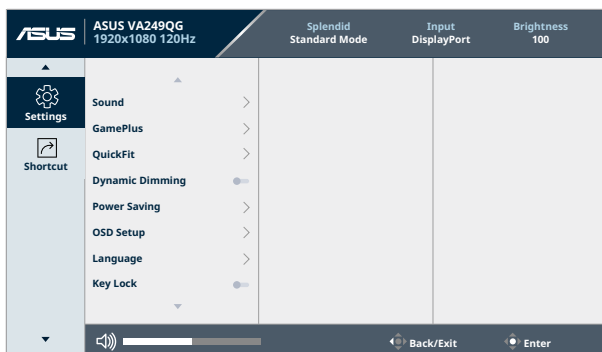 ASUS
ASUS VA249QG
1920x1080 120Hz
Splendid
Standard Mode
Input
DisplayPort
Brightness
100
Settings
Shortcut
Sound
GamePlus
QuickFit
Dynamic Dimming
Power Saving
OSD Setup
Language
Key Lock
Back/Exit
Enter